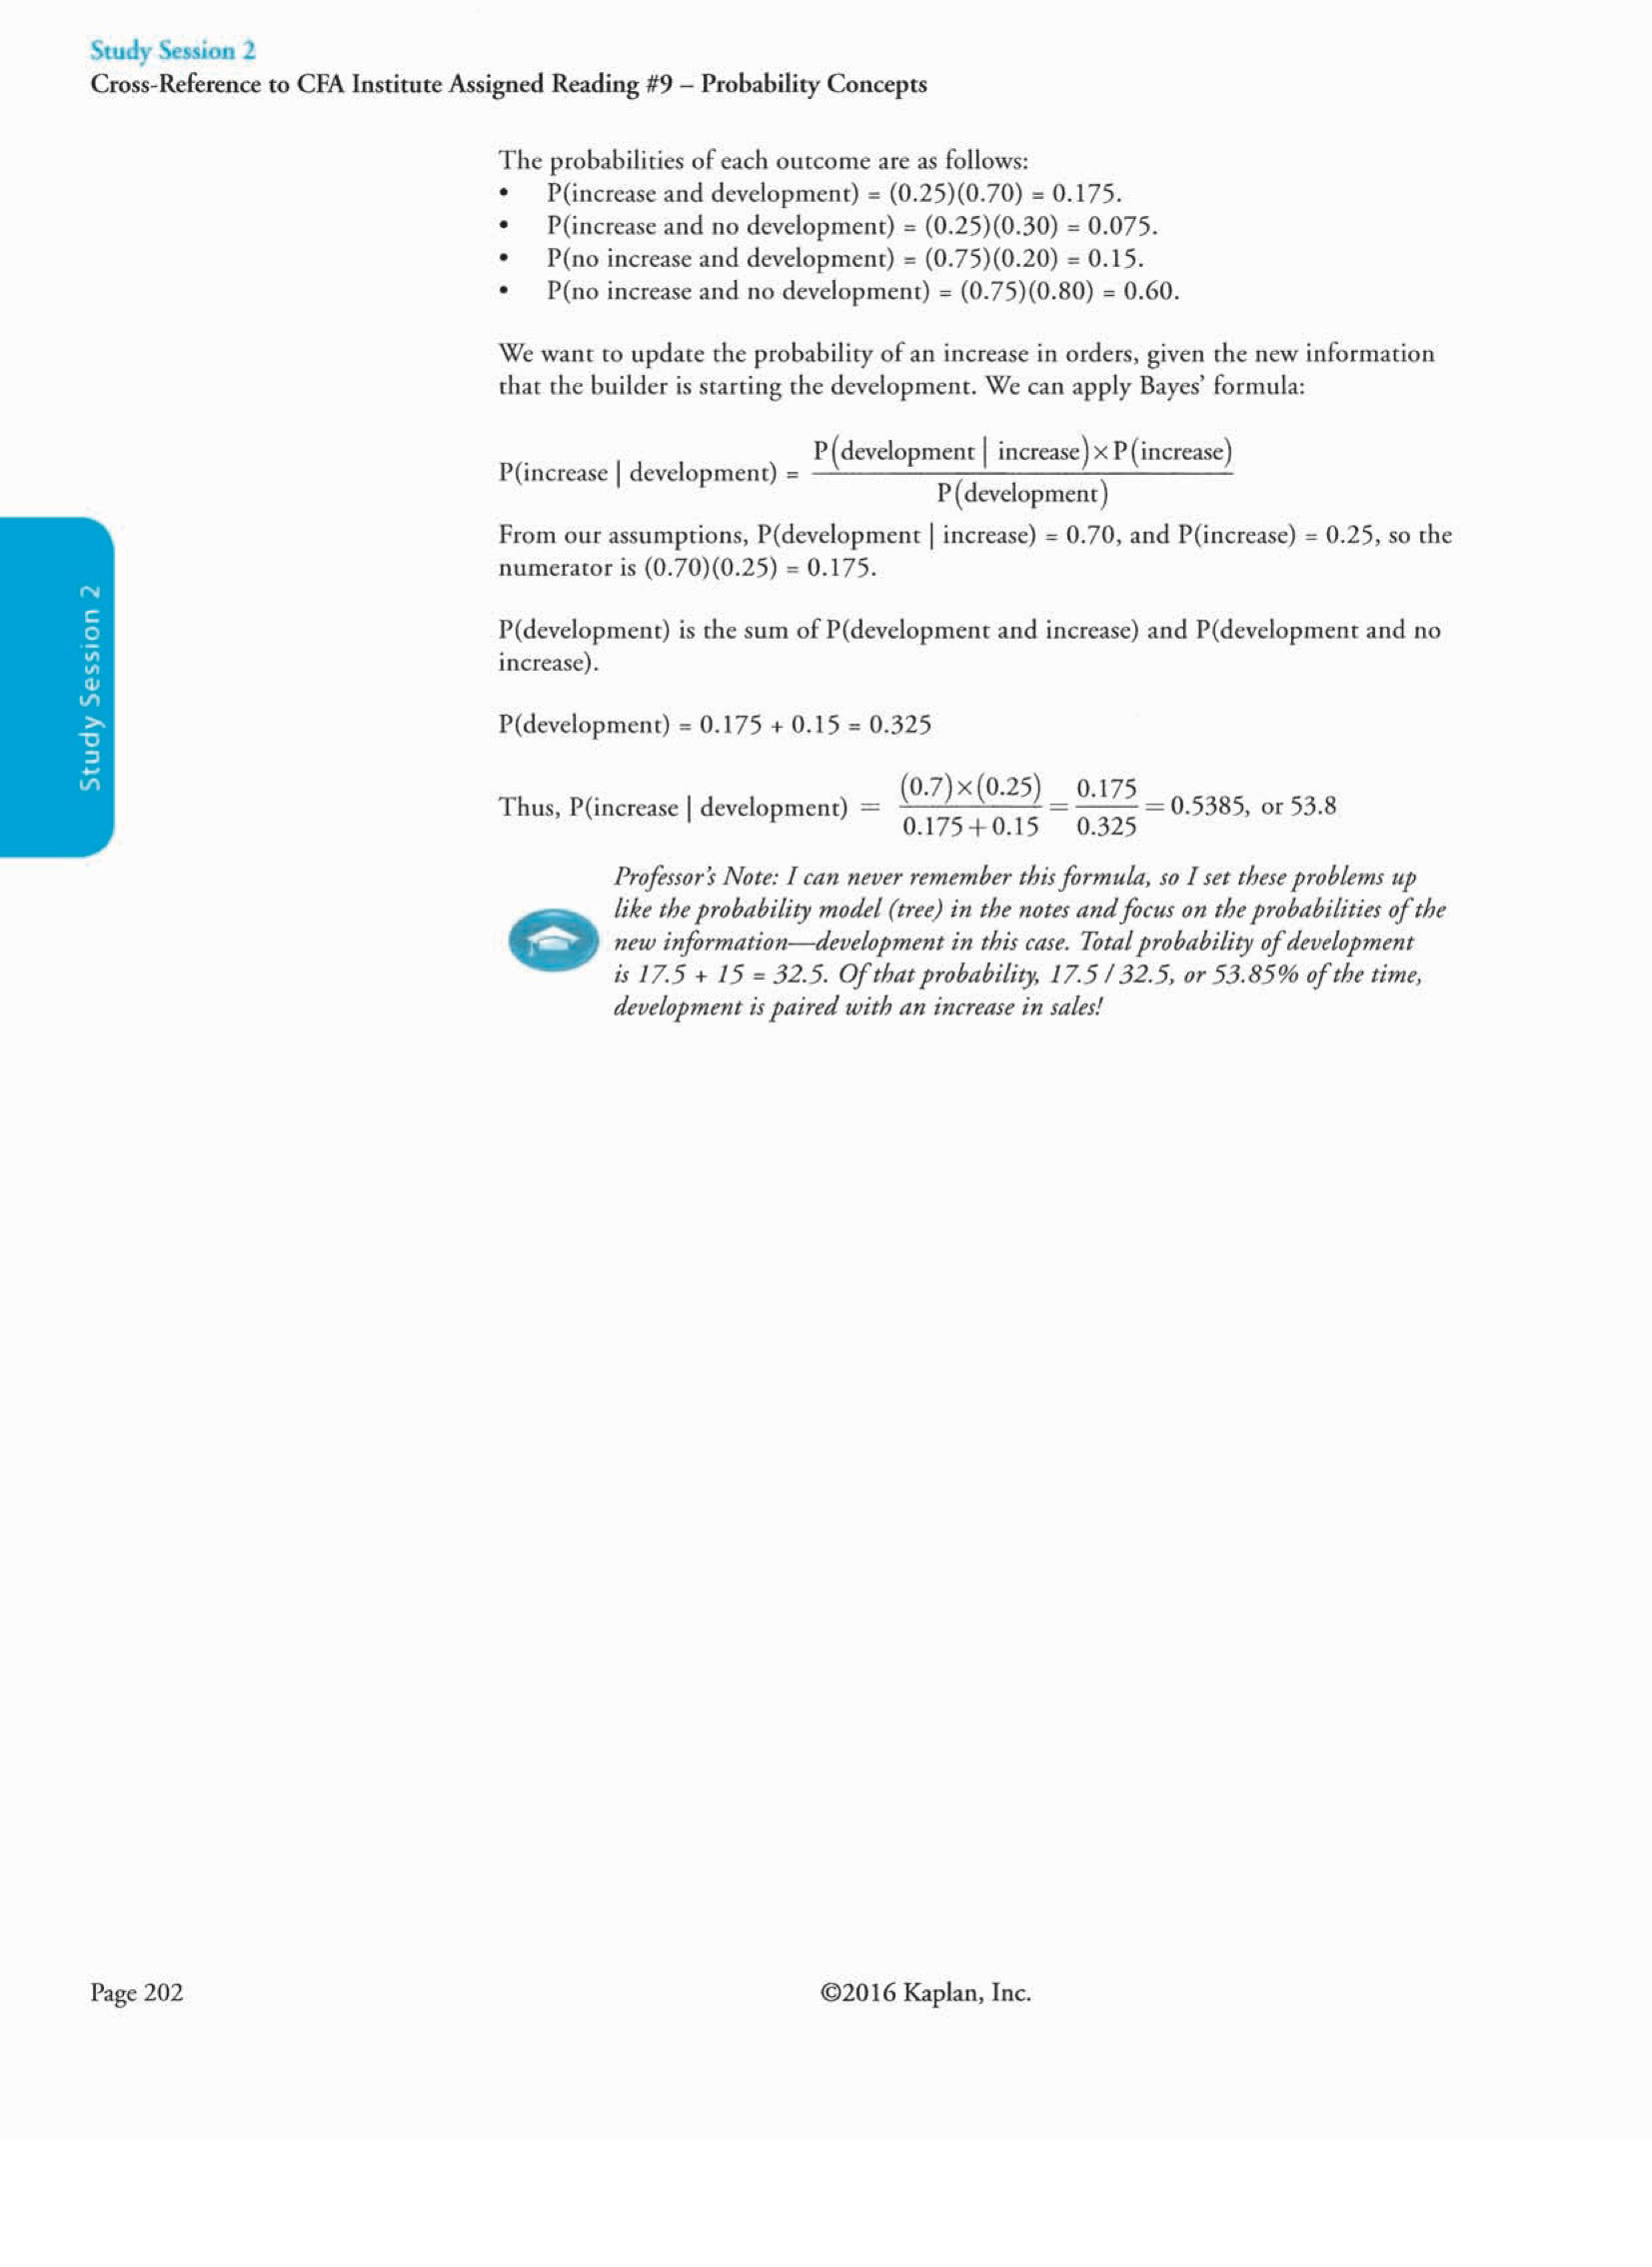 Study Session 2
Cross-Reference to CFA Institute Assigned Reading #9 – Probability Concepts
The probabilities of each outcome are as follows:
• P(increase and development) = (0.25)(0.70) = 0.175.
• P(increase and no development) = (0.25)(0.30) = 0.075.
• P(no increase and development) = (0.75)(0.20) = 0.15.
• P(no increase and no development) = (0.75)(0.80) = 0.60.
We want to update the probability of an increase in orders, given the new information
that the builder is starting the development. We can apply Bayes’ formula:
P(increase | development) = P(development | increase) × P(increase) / P(development)
From our assumptions, P(development | increase) = 0.70, and P(increase) = 0.25, so the
numerator is (0.70)(0.25) = 0.175.
P(development) is the sum of P(development and increase) and P(development and no
increase).
P(development) = 0.175 + 0.15 = 0.325
Thus, P(increase | development) = (0.7)×(0.25) / 0.175+0.15 = 0.175 / 0.325 = 0.5385, or 53.8
Professor’s Note: I can never remember this formula, so I set these problems up
like the probability model (tree) in the notes and focus on the probabilities of the
new information—development in this case. Total probability of development
is 17.5 + 15 = 32.5. Of that probability, 17.5 / 32.5, or 53.85% of the time,
development is paired with an increase in sales!
Study Session 2
Page 202
©2016 Kaplan, Inc.